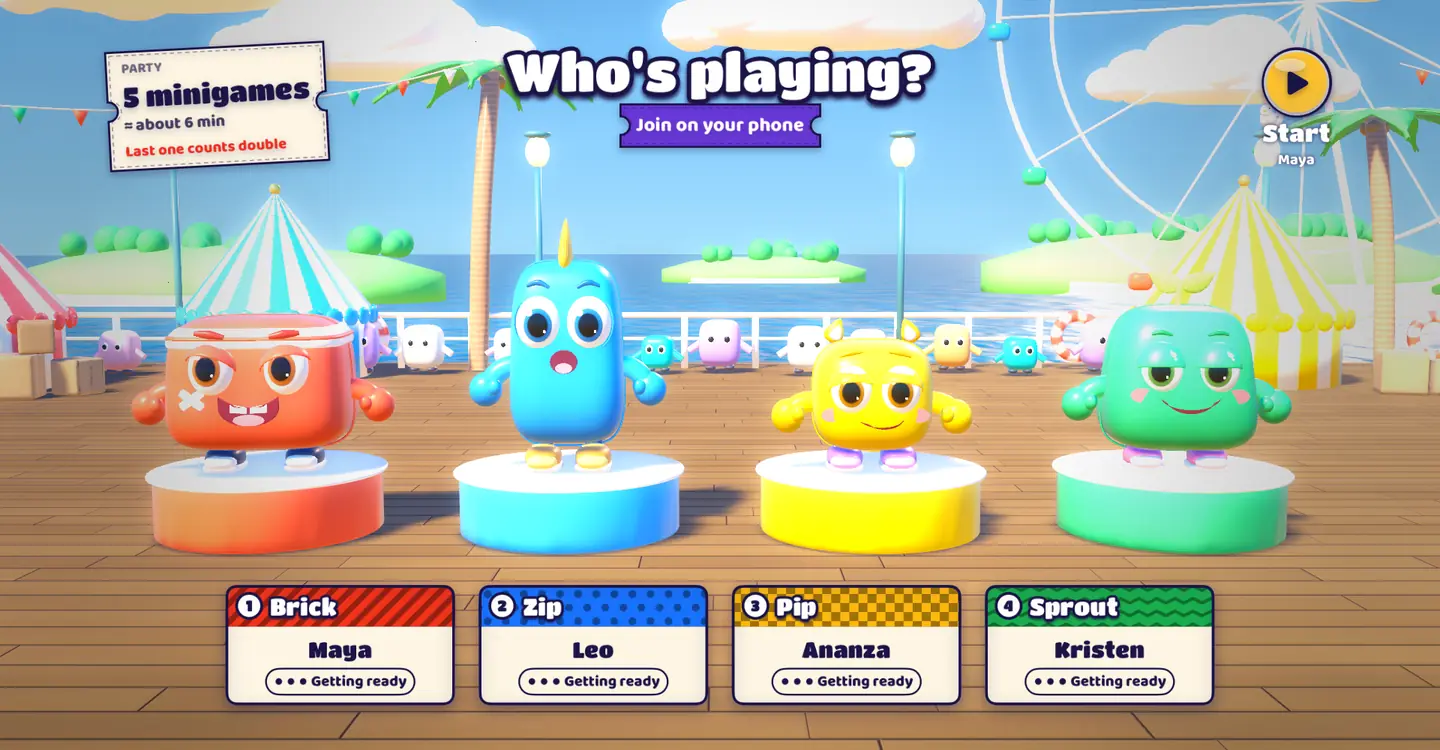 PARTY
5 minigames
≈ about 6 min
Last one counts double
Who's playing?
Join on your phone
Start
Maya
1 Brick
Maya
••• Getting ready
2 Zip
Leo
••• Getting ready
3 Pip
Ananza
••• Getting ready
4 Sprout
Kristen
••• Getting ready